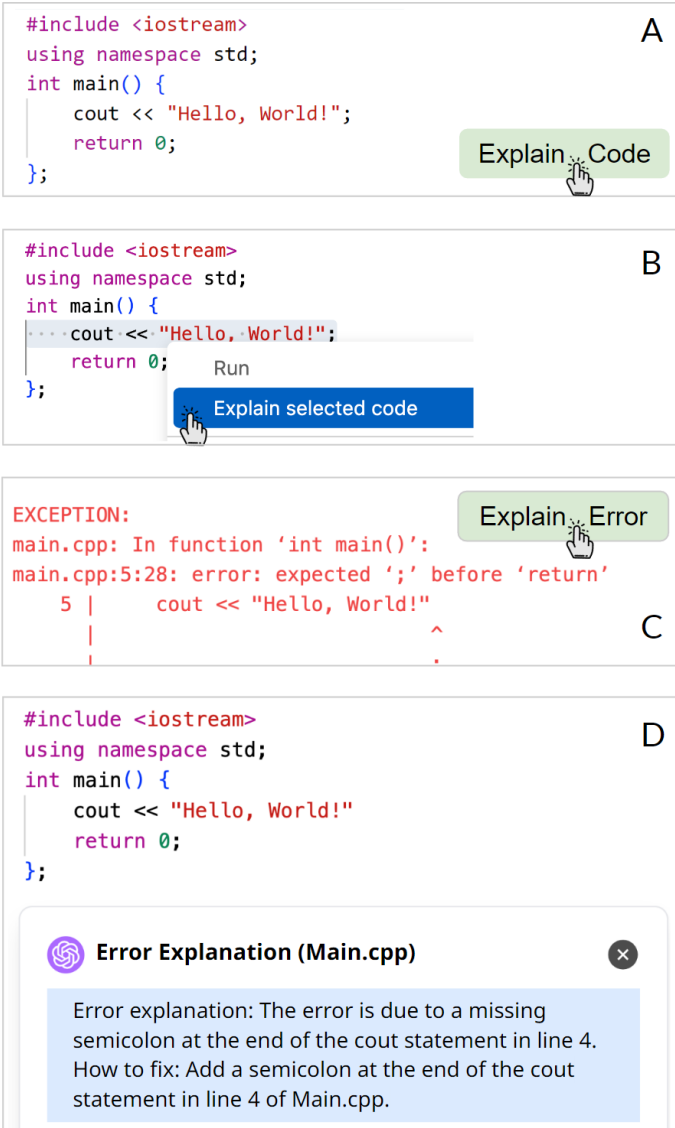 #include <iostream>
A
using namespace std;
int main() {
    cout << "Hello, World!";
    return 0;
Explain Code
};
#include <iostream>
B
using namespace std;
int main() {
····cout·<<·"Hello,·World!";
    return 0;
Run
};
Explain selected code
EXCEPTION:
Explain Error
main.cpp: In function ‘int main()’:
main.cpp:5:28: error: expected ‘;’ before ‘return’
    5 |     cout << "Hello, World!"
      |                            ^
C
#include <iostream>
D
using namespace std;
int main() {
    cout << "Hello, World!"
    return 0;
};
Error Explanation (Main.cpp)
Error explanation: The error is due to a missing
semicolon at the end of the cout statement in line 4.
How to fix: Add a semicolon at the end of the cout
statement in line 4 of Main.cpp.